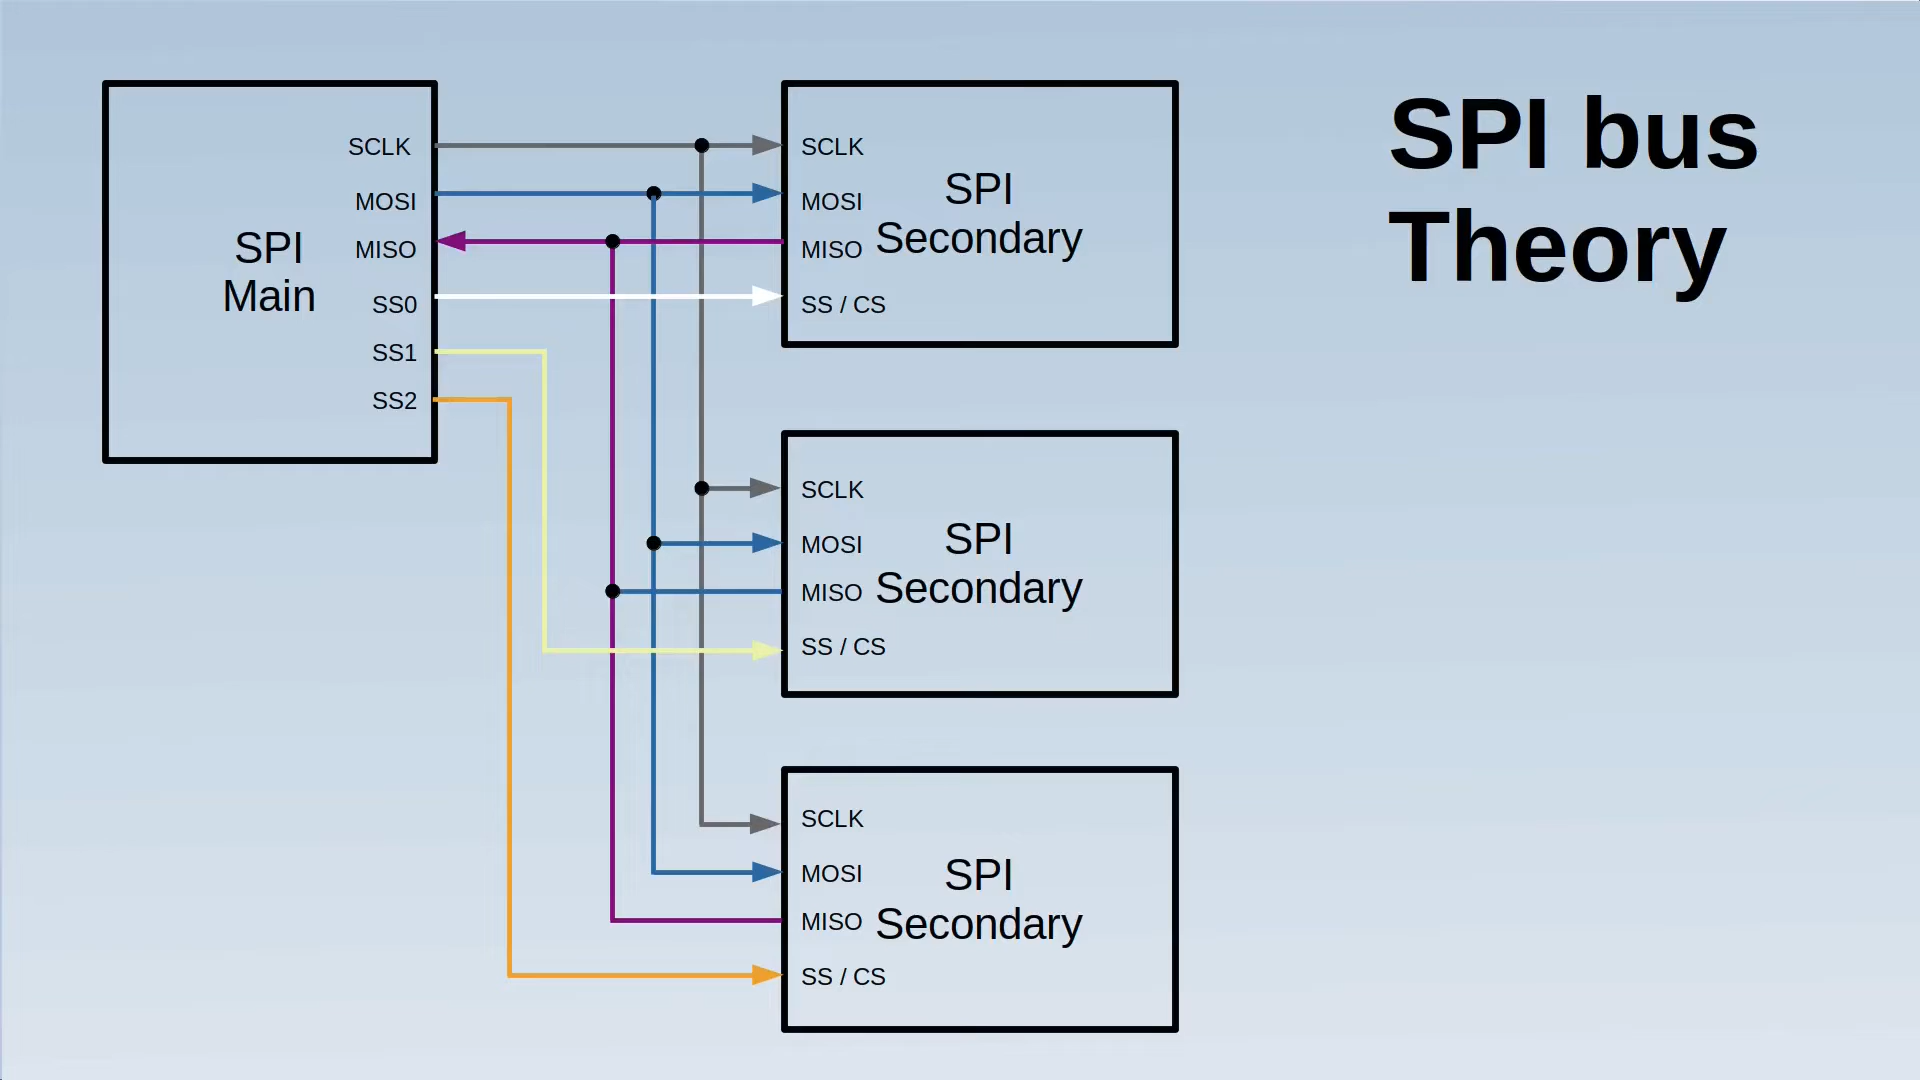 SPI bus
Theory
SPI
Main
SCLK
MOSI
MISO
SS0
SS1
SS2
SCLK
MOSI
MISO
SS / CS
SPI
Secondary
SCLK
MOSI
MISO
SS / CS
SPI
Secondary
SCLK
MOSI
MISO
SS / CS
SPI
Secondary